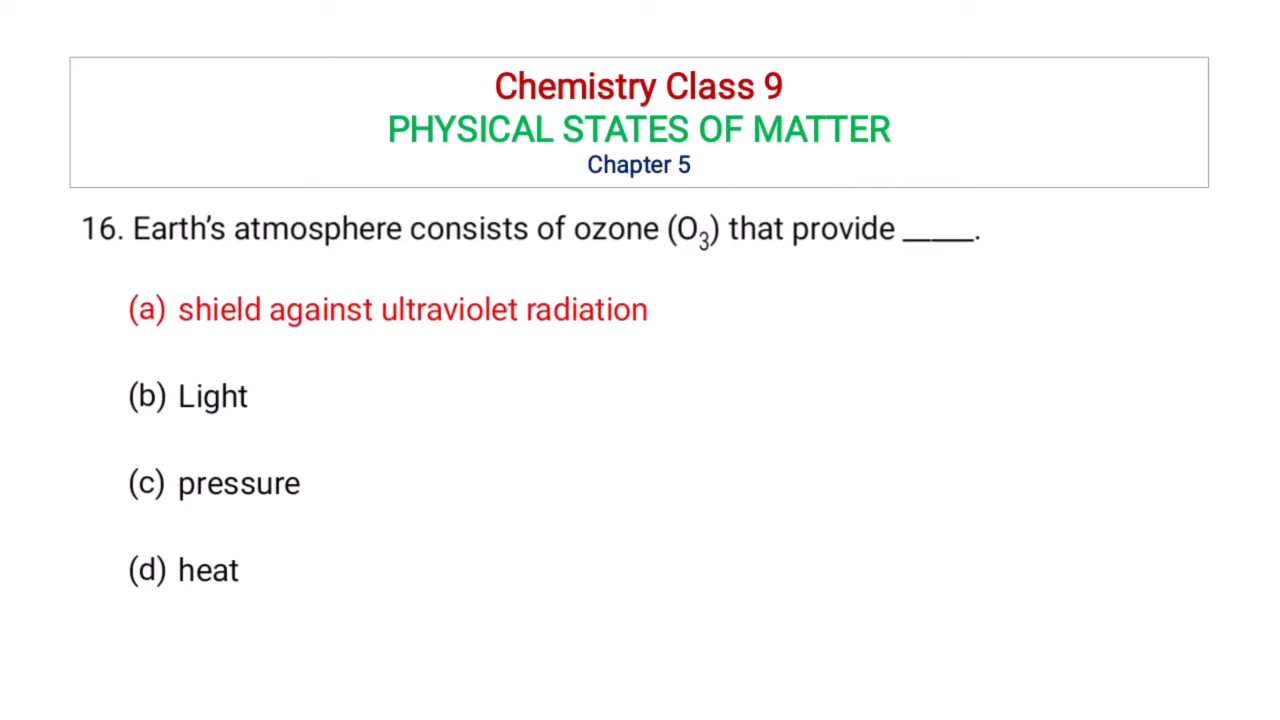 Chemistry Class 9
PHYSICAL STATES OF MATTER
Chapter 5
16. Earth’s atmosphere consists of ozone (O₃) that provide _____.
(a) shield against ultraviolet radiation
(b) Light
(c) pressure
(d) heat